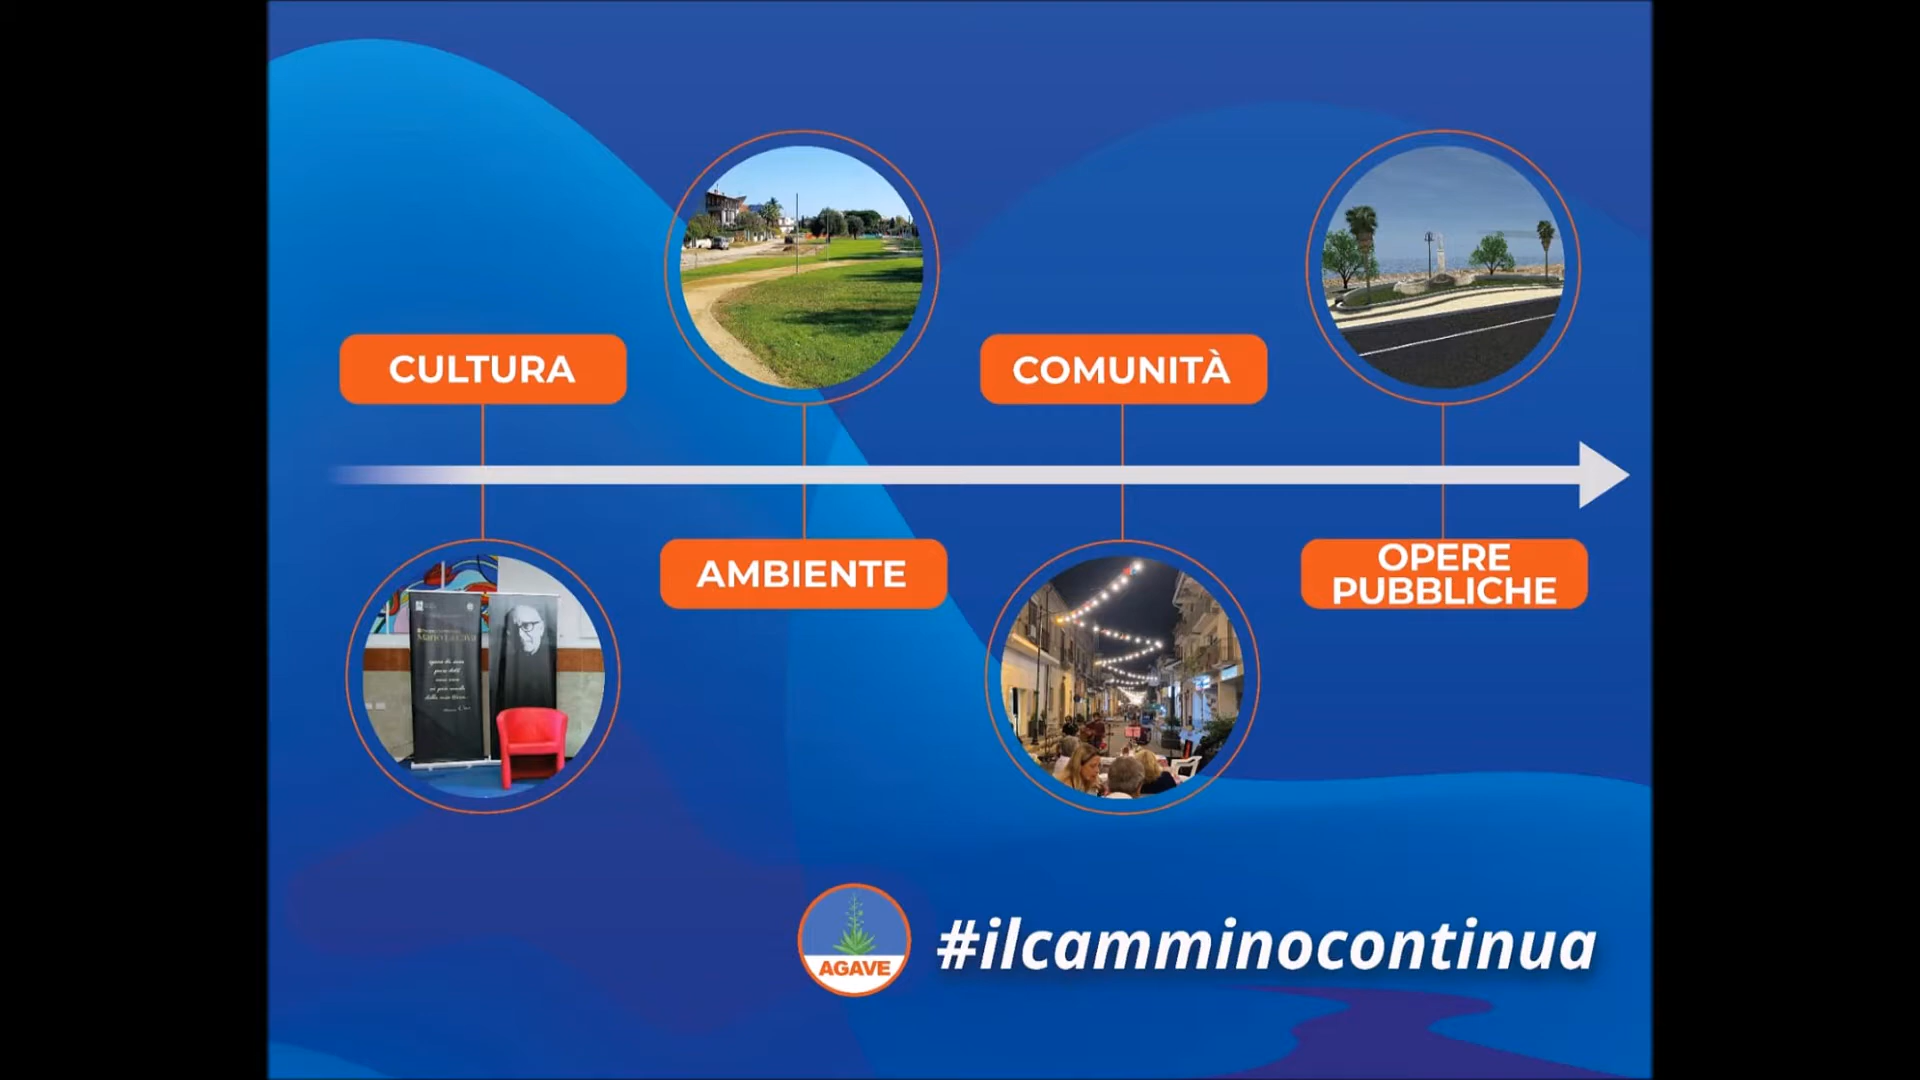 CULTURA
COMUNITÀ
AMBIENTE
OPERE
PUBBLICHE
AGAVE
#ilcamminocontinua